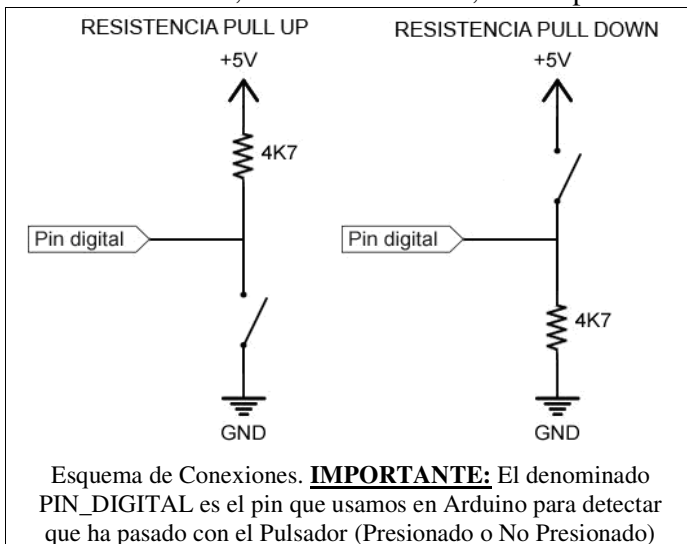 RESISTENCIA PULL UP
+5V
4K7
Pin digital
GND
RESISTENCIA PULL DOWN
+5V
Pin digital
4K7
GND
Esquema de Conexiones. IMPORTANTE: El denominado
PIN_DIGITAL es el pin que usamos en Arduino para detectar
que ha pasado con el Pulsador (Presionado o No Presionado)